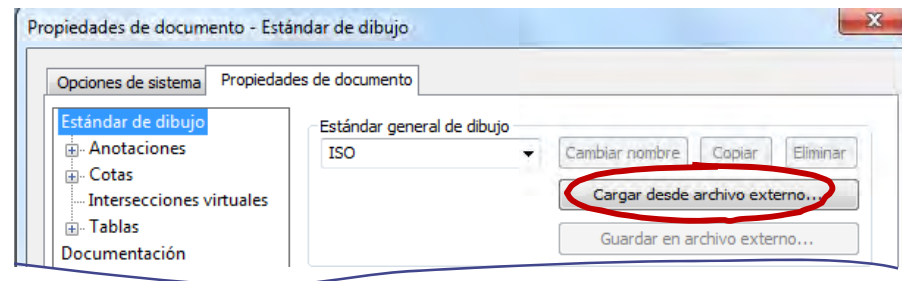 Propiedades de documento - Estándar de dibujo
Opciones de sistema Propiedades de documento
Estándar de dibujo
Anotaciones
Cotas
Intersecciones virtuales
Tablas
Documentación
Estándar general de dibujo
ISO
Cambiar nombre Copiar Eliminar
Cargar desde archivo externo...
Guardar en archivo externo...